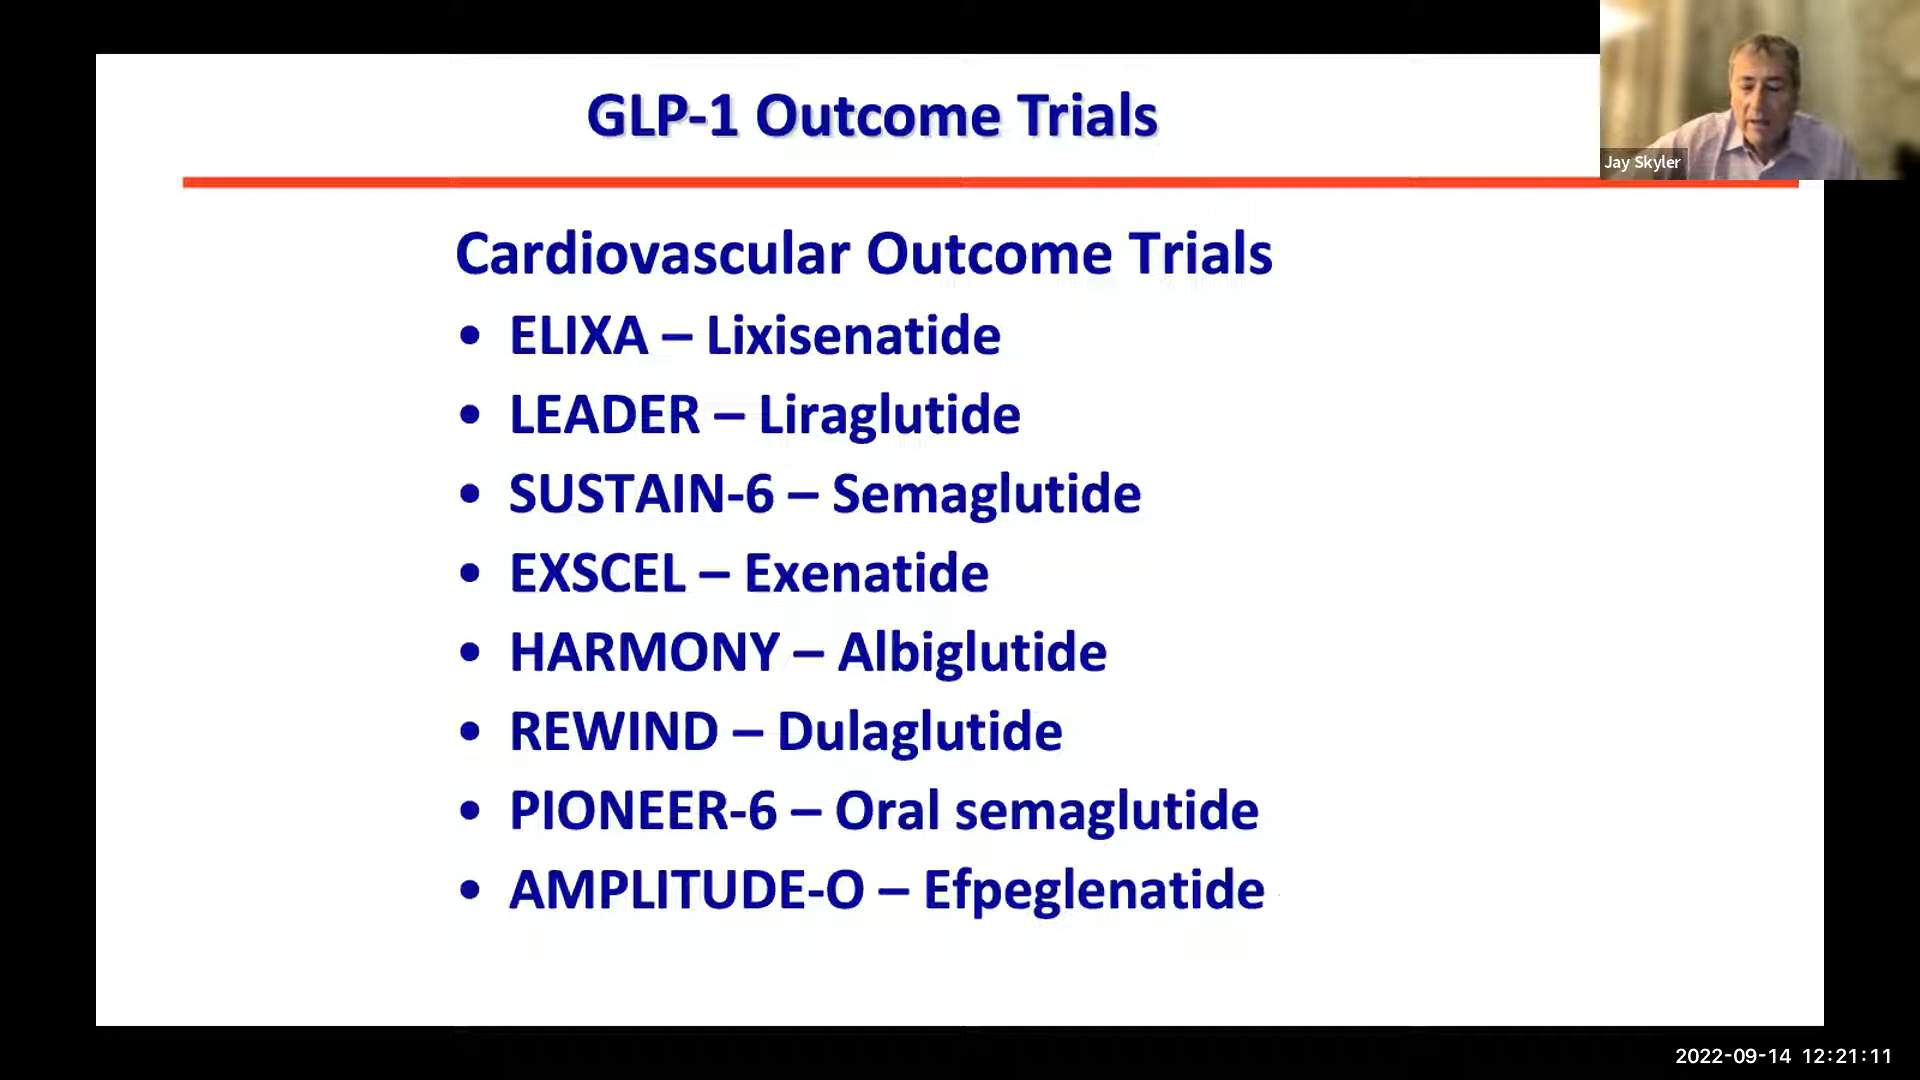 GLP-1 Outcome Trials
Jay Skyler
Cardiovascular Outcome Trials
• ELIXA – Lixisenatide
• LEADER – Liraglutide
• SUSTAIN-6 – Semaglutide
• EXSCEL – Exenatide
• HARMONY – Albiglutide
• REWIND – Dulaglutide
• PIONEER-6 – Oral semaglutide
• AMPLITUDE-O – Efpeglenatide
2022-09-14 12:21:11